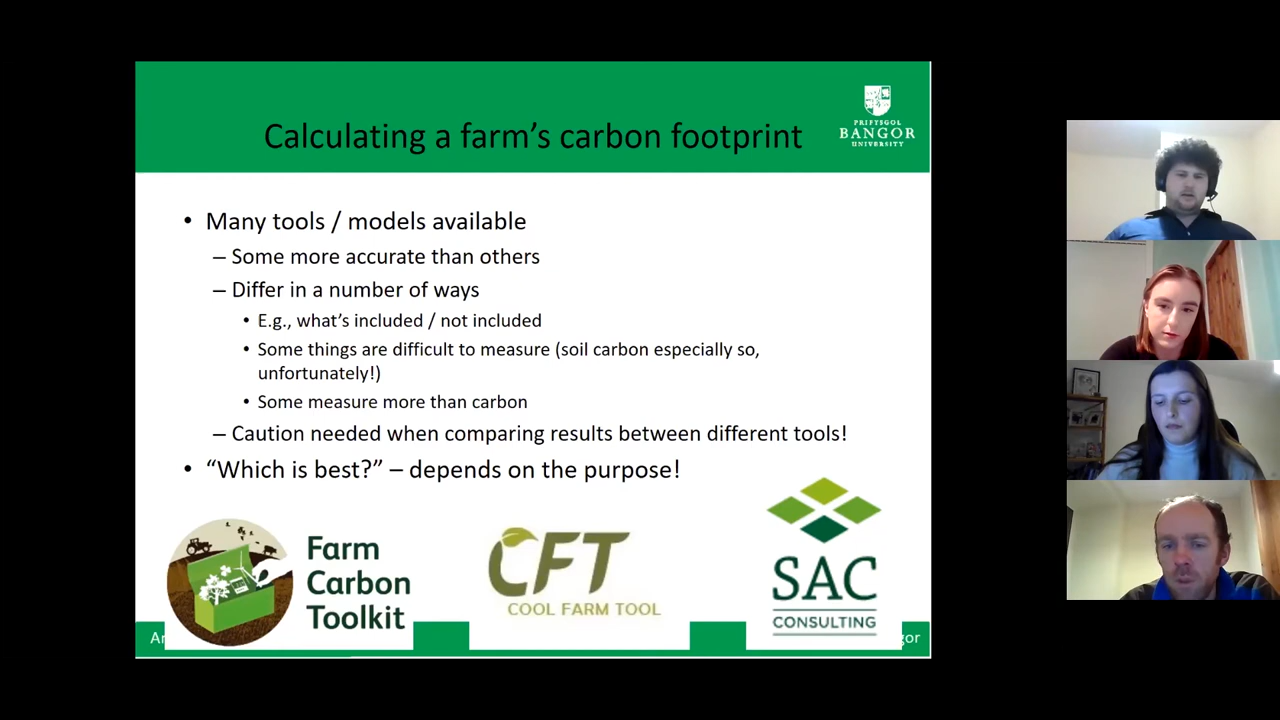 Calculating a farm's carbon footprint
PRIFYSGOL
BANGOR
UNIVERSITY
• Many tools / models available
– Some more accurate than others
– Differ in a number of ways
• E.g., what's included / not included
• Some things are difficult to measure (soil carbon especially so,
unfortunately!)
• Some measure more than carbon
– Caution needed when comparing results between different tools!
• “Which is best?” – depends on the purpose!
Farm
Carbon
Toolkit
CFT
COOL FARM TOOL
SAC
CONSULTING